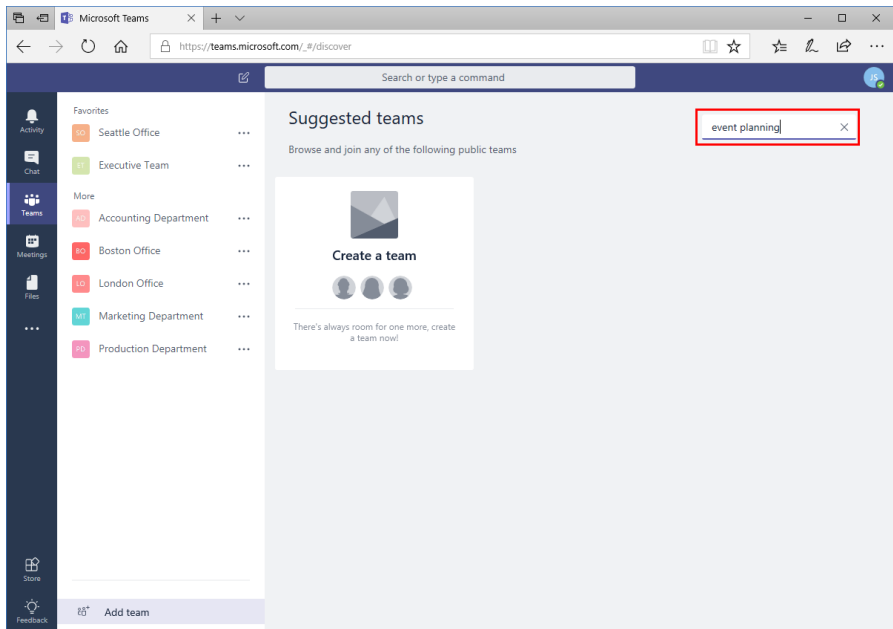 Microsoft Teams
https://teams.microsoft.com/_#/discover
Search or type a command
JS
Activity
Chat
Teams
Meetings
Files
Store
Feedback
Favorites
SO Seattle Office
ET Executive Team
More
AD Accounting Department
BO Boston Office
LO London Office
MT Marketing Department
PD Production Department
Add team
Suggested teams
event planning
Browse and join any of the following public teams
Create a team
There's always room for one more, create
a team now!